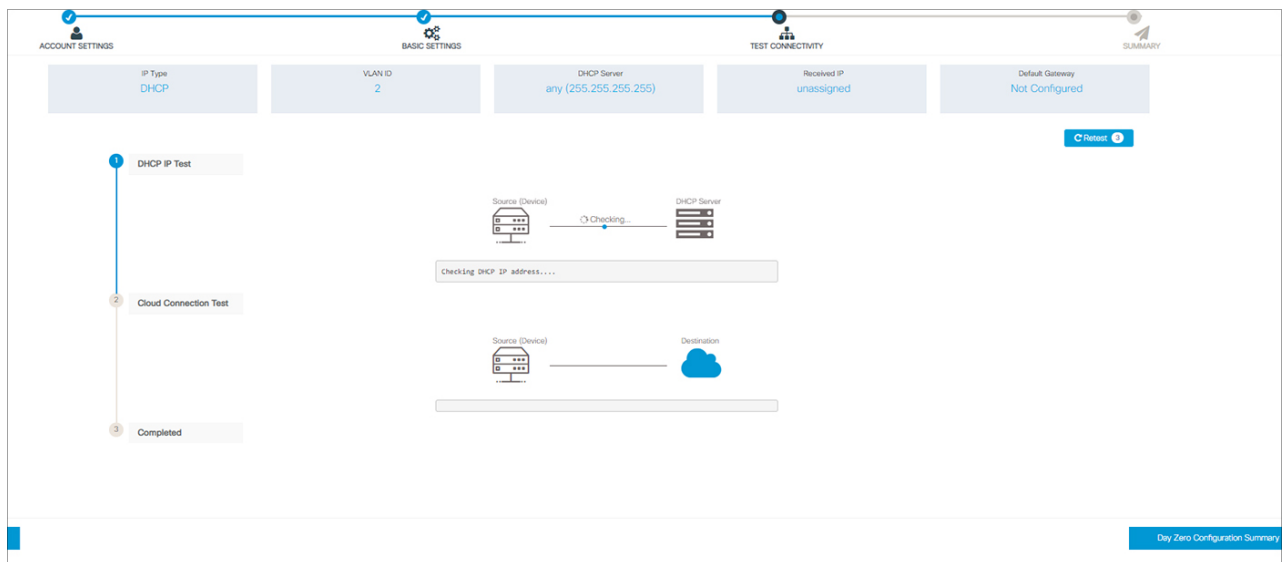 ACCOUNT SETTINGS
BASIC SETTINGS
TEST CONNECTIVITY
SUMMARY
IP Type
DHCP
VLAN ID
2
DHCP Server
any (255.255.255.255)
Received IP
unassigned
Default Gateway
Not Configured
Retest 3
1 DHCP IP Test
Source (Device)
DHCP Server
Checking...
Checking DHCP IP address....
2 Cloud Connection Test
Source (Device)
Destination
3 Completed
Day Zero Configuration Summary